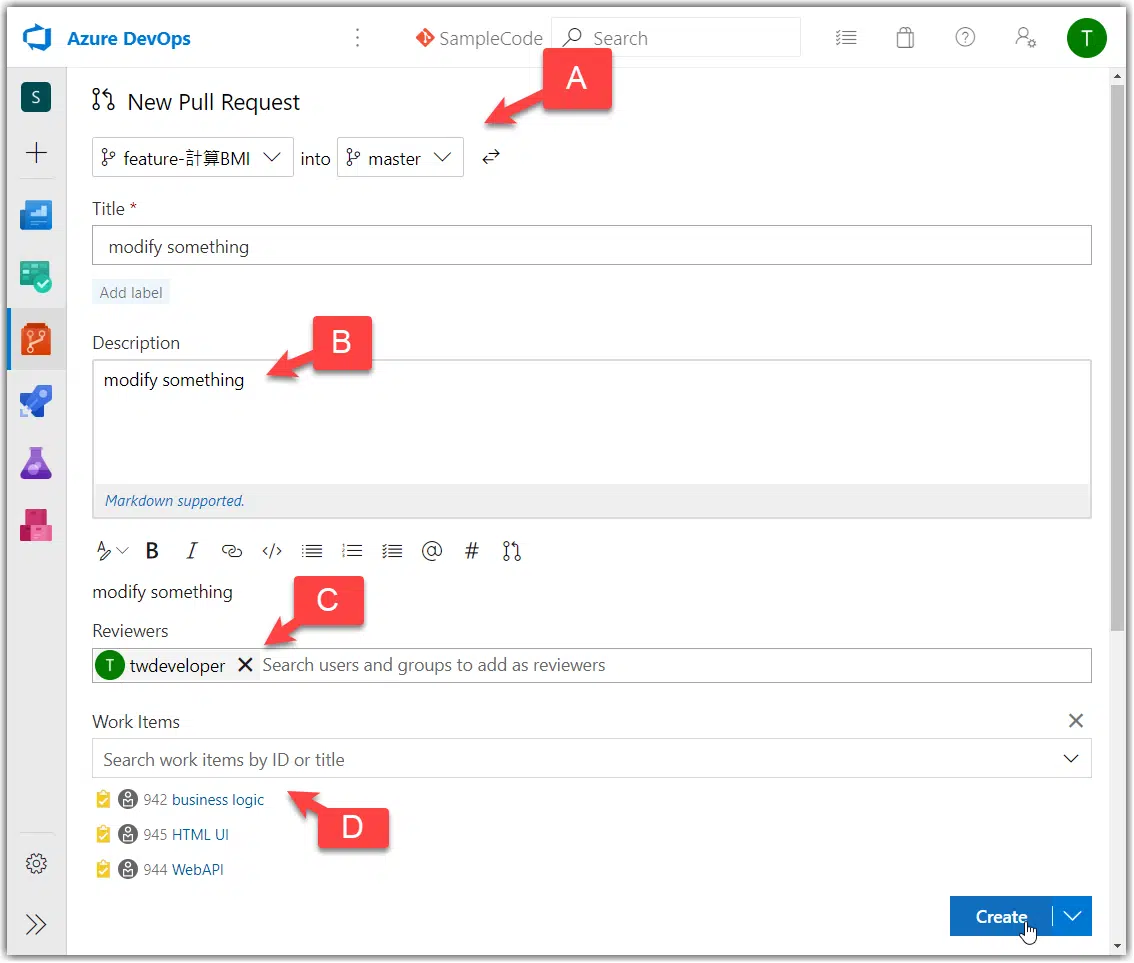 Azure DevOps
SampleCode
Search
T
S
A
New Pull Request
feature-計算BMI into master
Title *
modify something
Add label
B
Description
modify something
Markdown supported.
B I </> @ #
modify something
C
Reviewers
T twdeveloper Search users and groups to add as reviewers
Work Items
Search work items by ID or title
942 business logic
D
945 HTML UI
944 WebAPI
Create